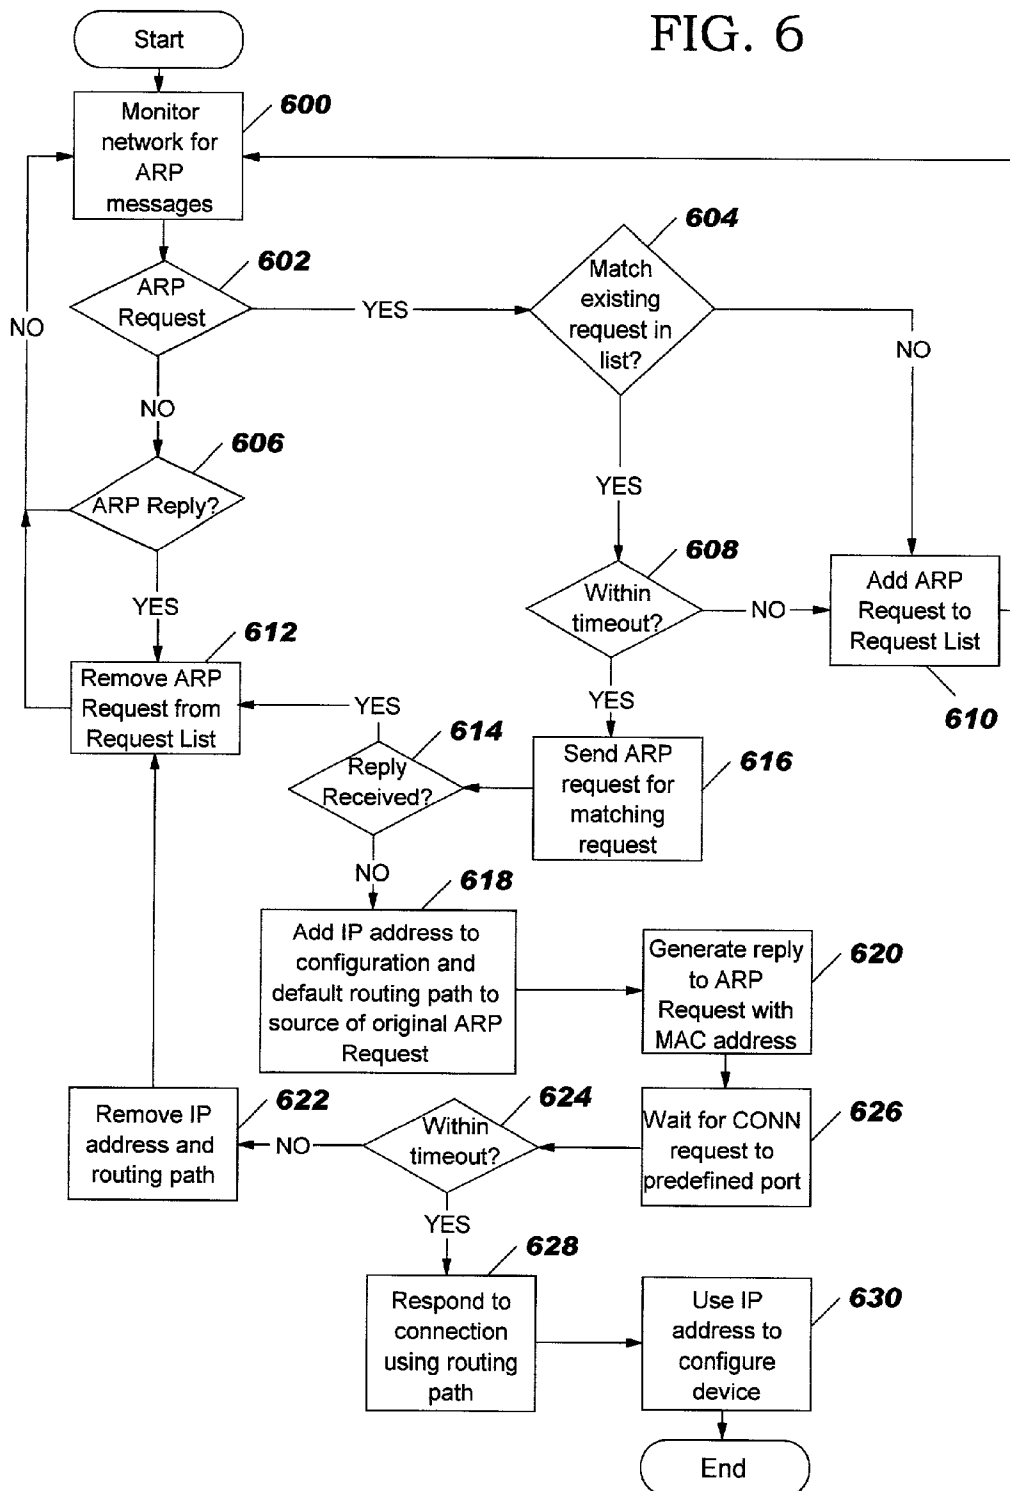 FIG. 6
Start
600
Monitor
network for
ARP
messages
602
ARP
Request
YES
604
Match
existing
request in
list?
NO
NO
NO
606
ARP Reply?
YES
YES
608
Within
timeout?
NO
Add ARP
Request to
Request List
610
612
Remove ARP
Request from
Request List
YES
YES
614
Reply
Received?
Send ARP
request for
matching
request
616
NO
618
Add IP address to
configuration and
default routing path to
source of original ARP
Request
Generate reply
to ARP
Request with
MAC address
620
622
Remove IP
address and
routing path
NO
624
Within
timeout?
Wait for CONN
request to
predefined port
626
YES
628
Respond to
connection
using routing
path
Use IP
address to
configure
device
630
End